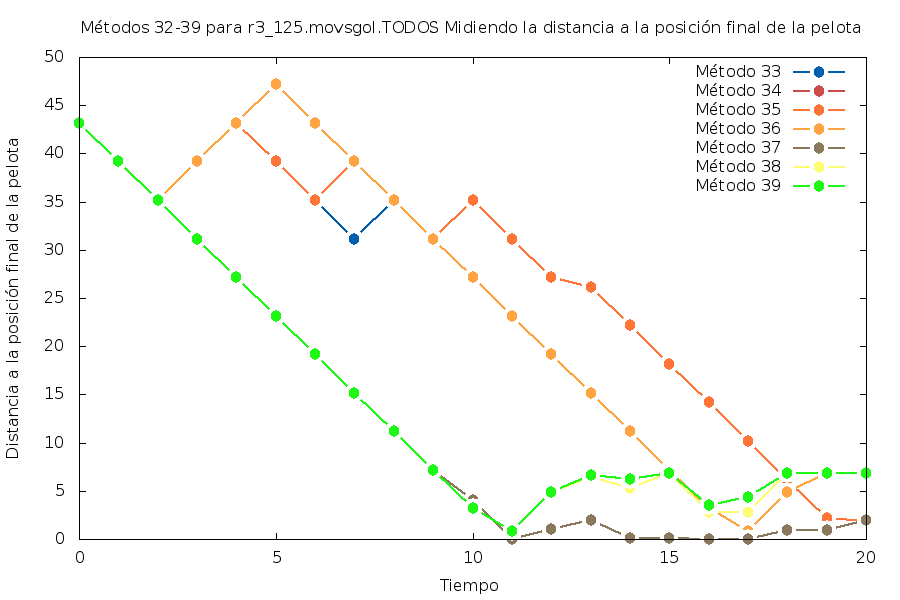 Métodos 32-39 para r3_125.movsgol.TODOS Midiendo la distancia a la posición final de la pelota
50
45
40
35
30
25
20
15
10
5
0
Distancia a la posición final de la pelota
Método 33
Método 34
Método 35
Método 36
Método 37
Método 38
Método 39
0
5
10
15
20
Tiempo